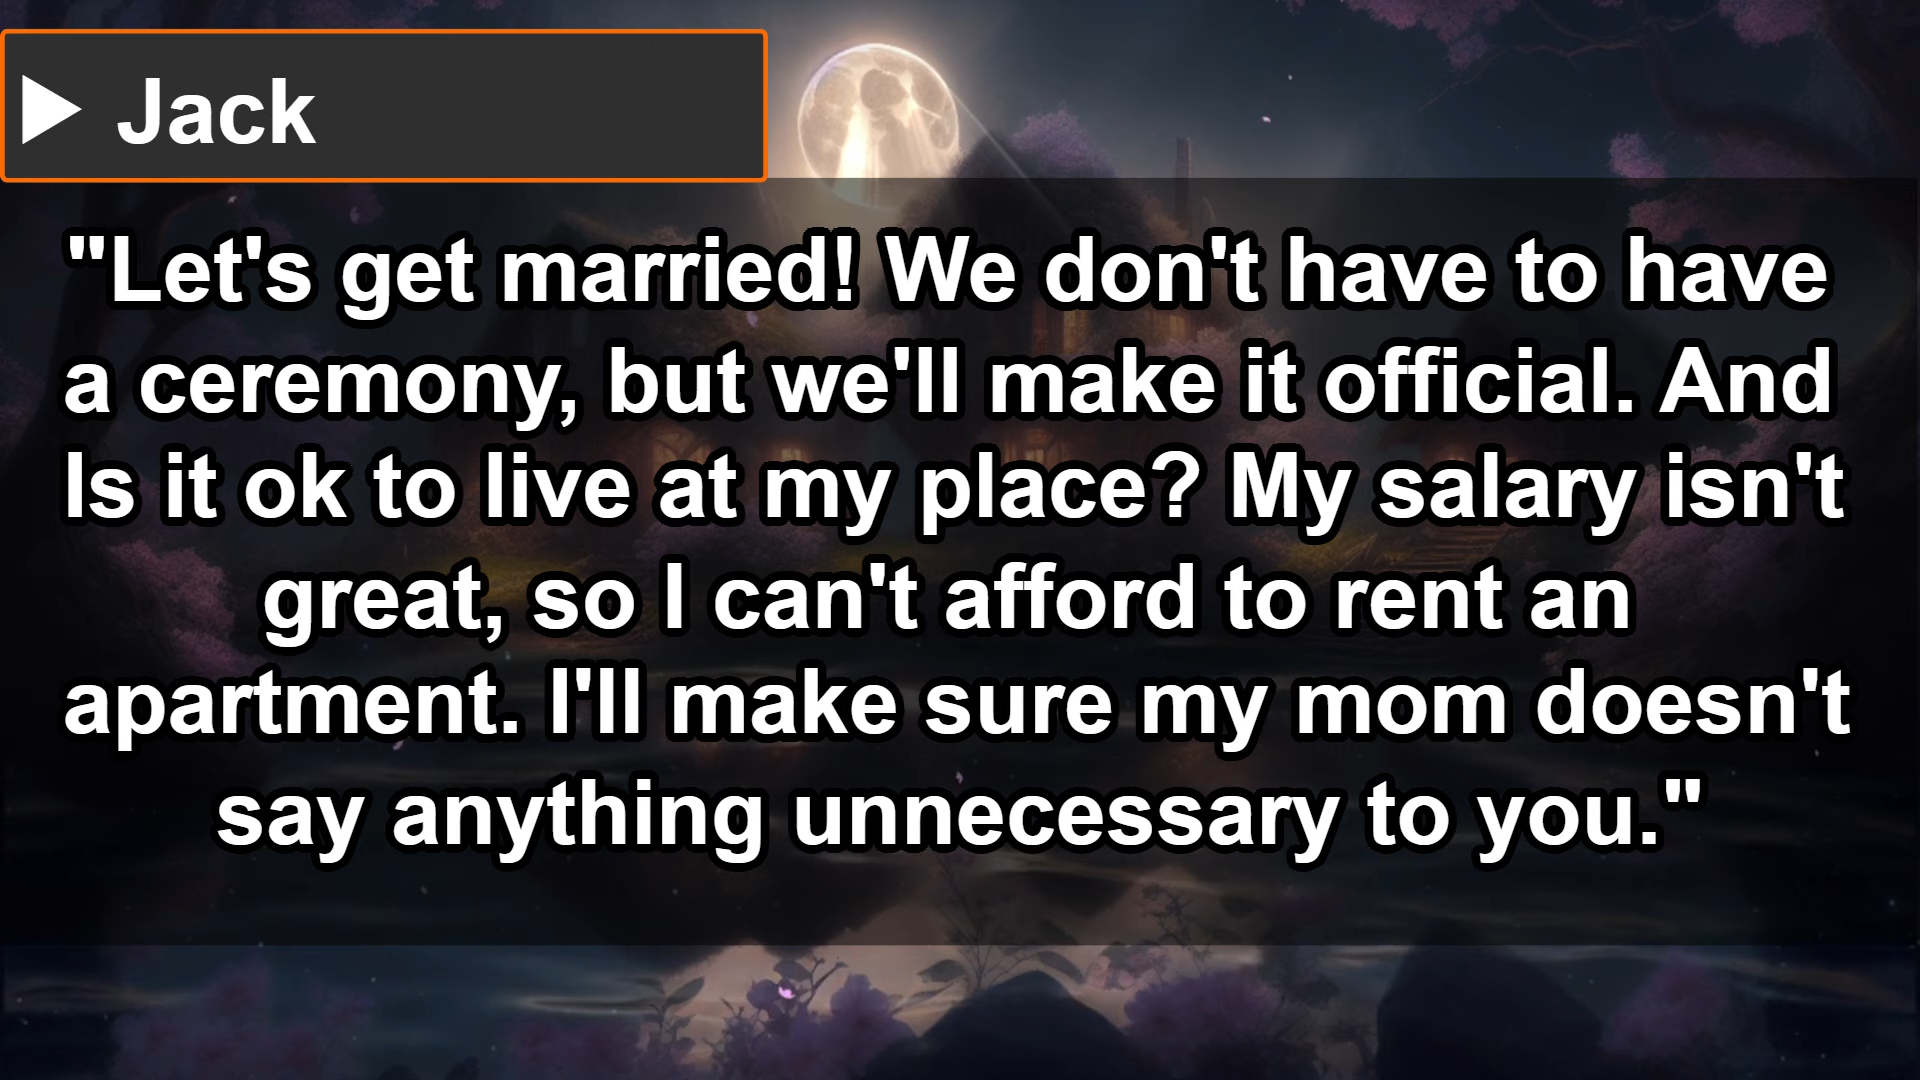 Jack
"Let's get married! We don't have to have
a ceremony, but we'll make it official. And
Is it ok to live at my place? My salary isn't
great, so I can't afford to rent an
apartment. I'll make sure my mom doesn't
say anything unnecessary to you."